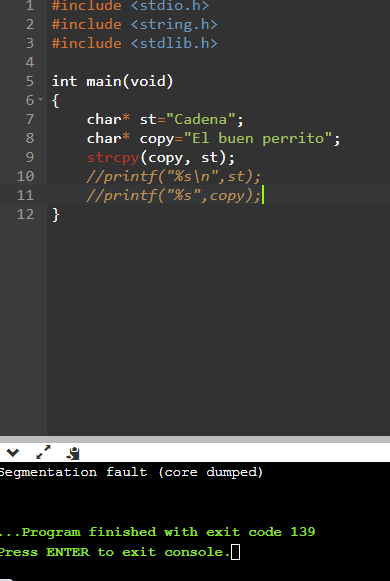 1 #include <stdio.h>
2 #include <string.h>
3 #include <stdlib.h>
4
5 int main(void)
6 {
7 char* st="Cadena";
8 char* copy="El buen perrito";
9 strcpy(copy, st);
10 //printf("%s\n",st);
11 //printf("%s",copy);
12 }
Segmentation fault (core dumped)
...Program finished with exit code 139
Press ENTER to exit console.